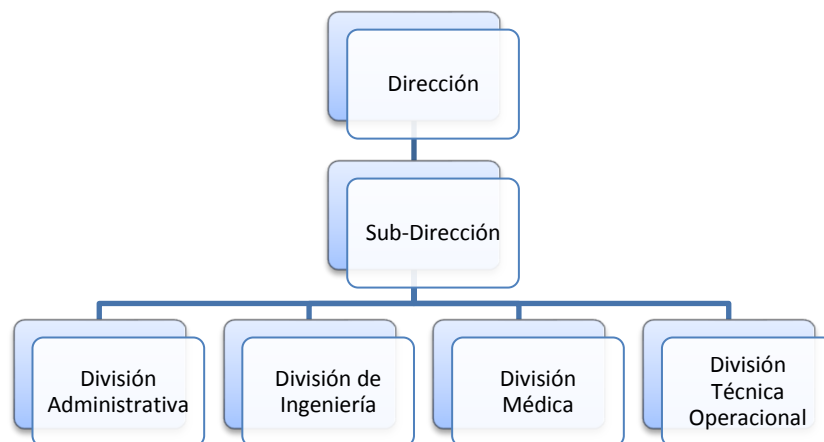 Dirección
Sub-Dirección
División
Administrativa
División de
Ingeniería
División
Médica
División
Técnica
Operacional